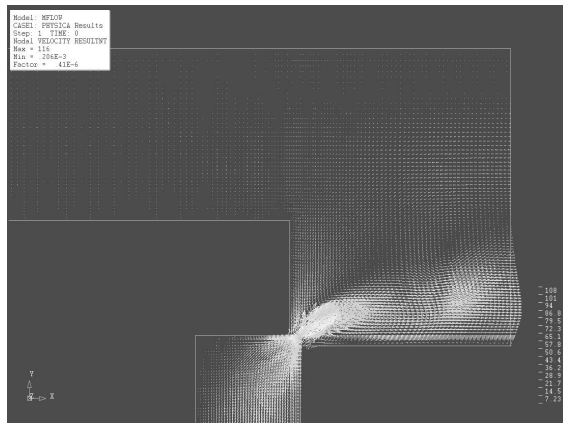 Model: MFLOW
CASE1: PHYSICA Results
Step: 1 TIME: 0
Nodal VELOCITY RESULTNT
Max = 116
Min = .206E-3
Factor = .41E-6
108
101
94
86.8
79.5
72.3
65.1
57.8
50.6
43.4
36.2
28.9
21.7
14.5
7.23
Y
Z X